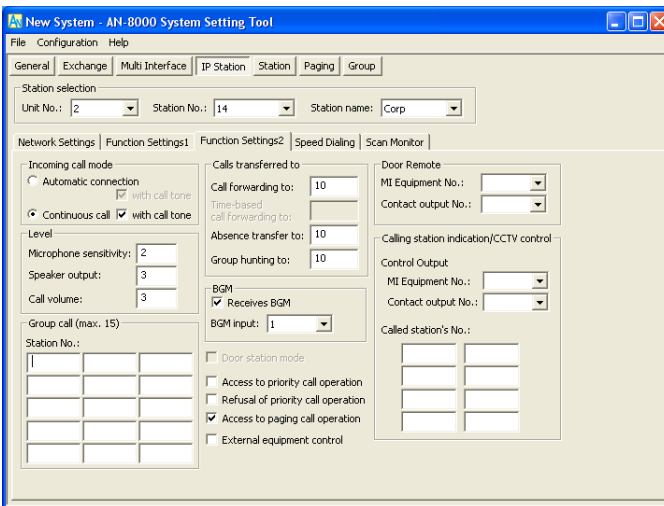 New System - AN-8000 System Setting Tool
File Configuration Help
General Exchange Multi Interface IP Station Station Paging Group
Station selection
Unit No.: 2 Station No.: 14 Station name: Corp
Network Settings Function Settings1 Function Settings2 Speed Dialing Scan Monitor
Incoming call mode
Automatic connection
with call tone
Continuous call with call tone
Level
Microphone sensitivity: 2
Speaker output: 3
Call volume: 3
Group call (max. 15)
Station No.:
Calls transferred to
Call forwarding to: 10
Time-based
call forwarding to:
Absence transfer to: 10
Group hunting to: 10
BGM
Receives BGM
BGM input: 1
Door station mode
Access to priority call operation
Refusal of priority call operation
Access to paging call operation
External equipment control
Door Remote
MI Equipment No.:
Contact output No.:
Calling station indication/CCTV control
Control Output
MI Equipment No.:
Contact output No.:
Called station's No.: